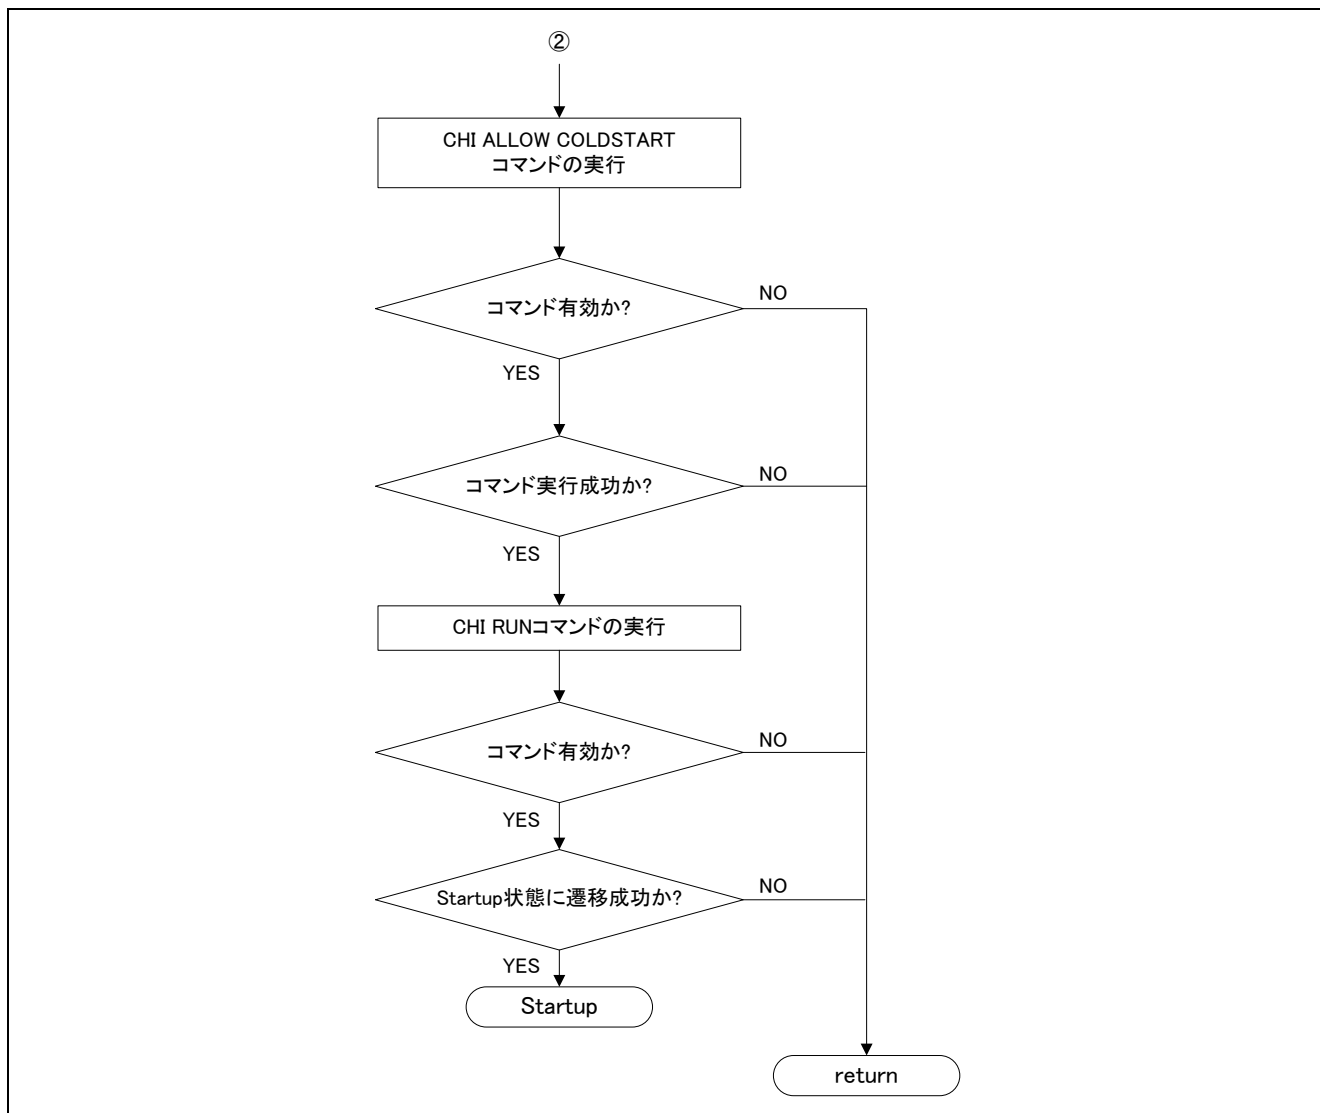 ②
CHI ALLOW COLDSTART
コマンドの実行
コマンド有効か?
NO
YES
コマンド実行成功か?
NO
YES
CHI RUNコマンドの実行
コマンド有効か?
NO
YES
Startup状態に遷移成功か?
NO
YES
Startup
return